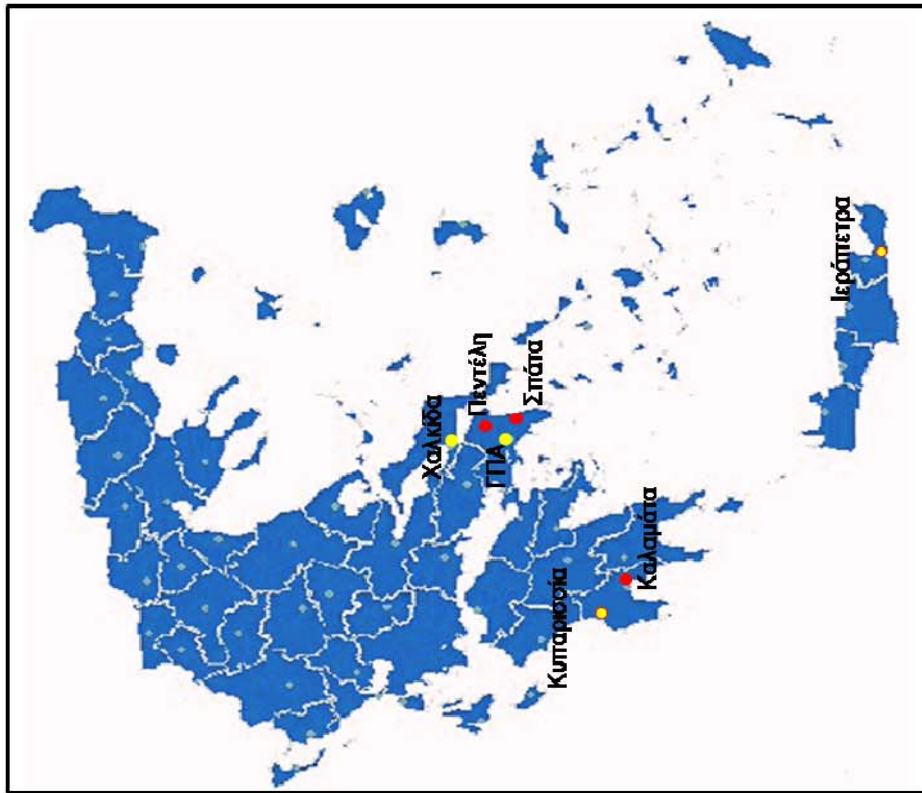 Χαλκίδα
Πεντέλη
Σπάτα
ΓΠΑ
Κυπαρισσία
Καλαμάτα
Ιεράπετρα